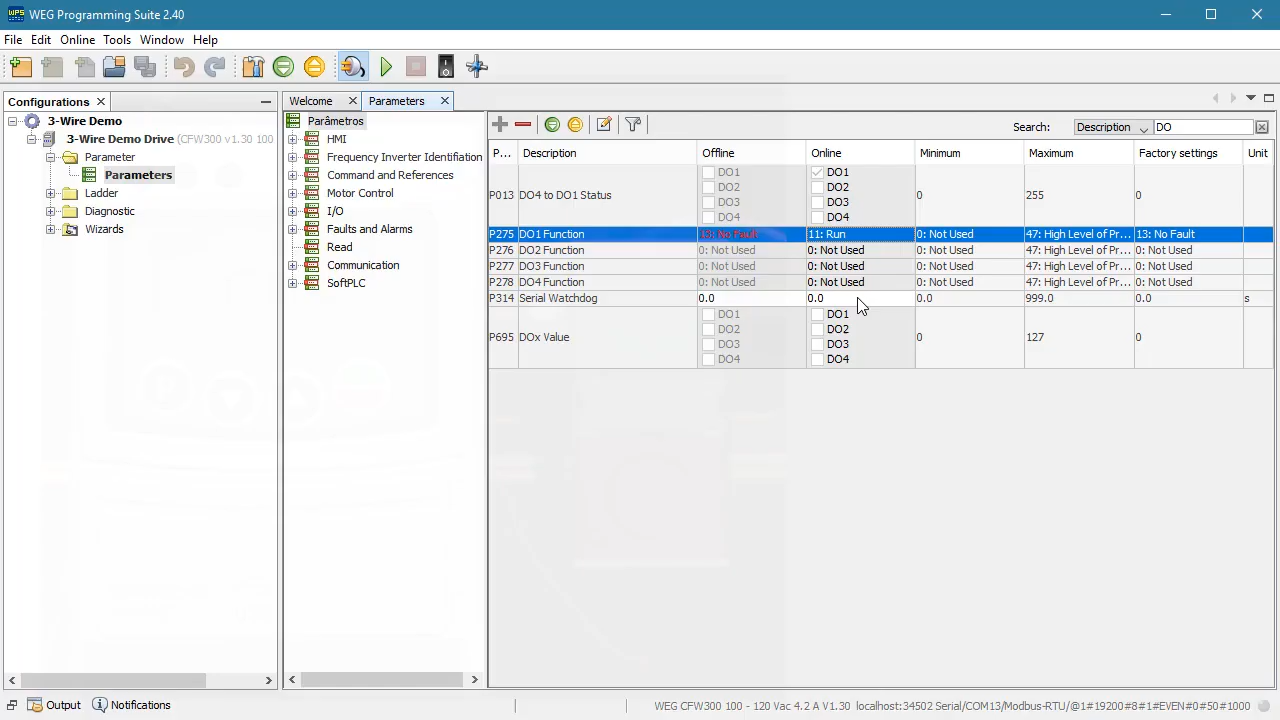 WPS WEG Programming Suite 2.40
File Edit Online Tools Window Help
Configurations
3-Wire Demo
3-Wire Demo Drive (CFW300 v1.30 100
Parameter
Parameters
Ladder
Diagnostic
Wizards
Welcome Parameters
Parâmetros
HMI
Frequency Inverter Identifiation
Command and References
Motor Control
I/O
Faults and Alarms
Read
Communication
SoftPLC
Search: Description DO
P... Description Offline Online Minimum Maximum Factory settings Unit
P013 DO4 to DO1 Status DO1 DO2 DO3 DO4 DO1 DO2 DO3 DO4 0 255 0
P275 DO1 Function 13: No Fault 11: Run 0: Not Used 47: High Level of Pr... 13: No Fault
P276 DO2 Function 0: Not Used 0: Not Used 0: Not Used 47: High Level of Pr... 0: Not Used
P277 DO3 Function 0: Not Used 0: Not Used 0: Not Used 47: High Level of Pr... 0: Not Used
P278 DO4 Function 0: Not Used 0: Not Used 0: Not Used 47: High Level of Pr... 0: Not Used
P314 Serial Watchdog 0.0 0.0 0.0 999.0 0.0 s
P695 DOx Value DO1 DO2 DO3 DO4 DO1 DO2 DO3 DO4 0 127 0
Output Notifications
WEG CFW300 100 - 120 Vac 4.2 A V1.30 localhost:34502 Serial/COM13/Modbus-RTU/@1#19200#8#1#EVEN#0#50#1000